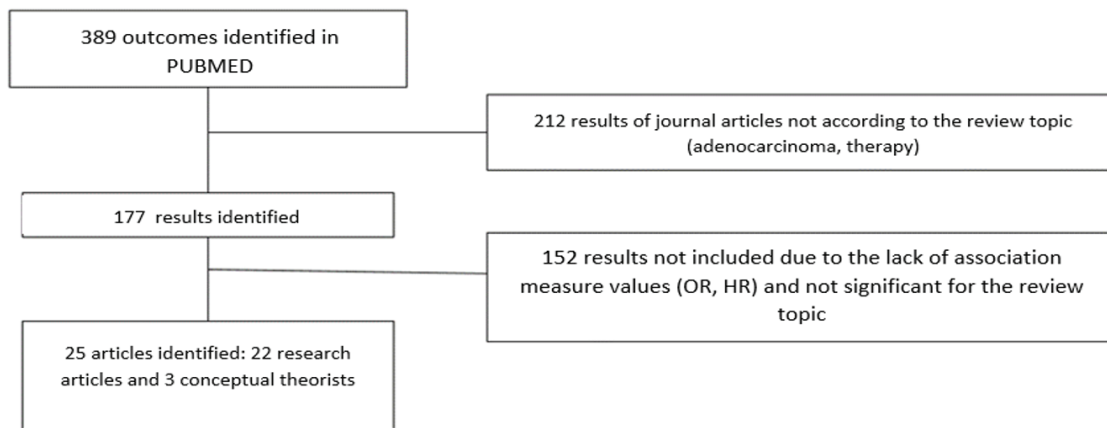 389 outcomes identified in
PUBMED
212 results of journal articles not according to the review topic
(adenocarcinoma, therapy)
177 results identified
152 results not included due to the lack of association
measure values (OR, HR) and not significant for the review
topic
25 articles identified: 22 research
articles and 3 conceptual theorists